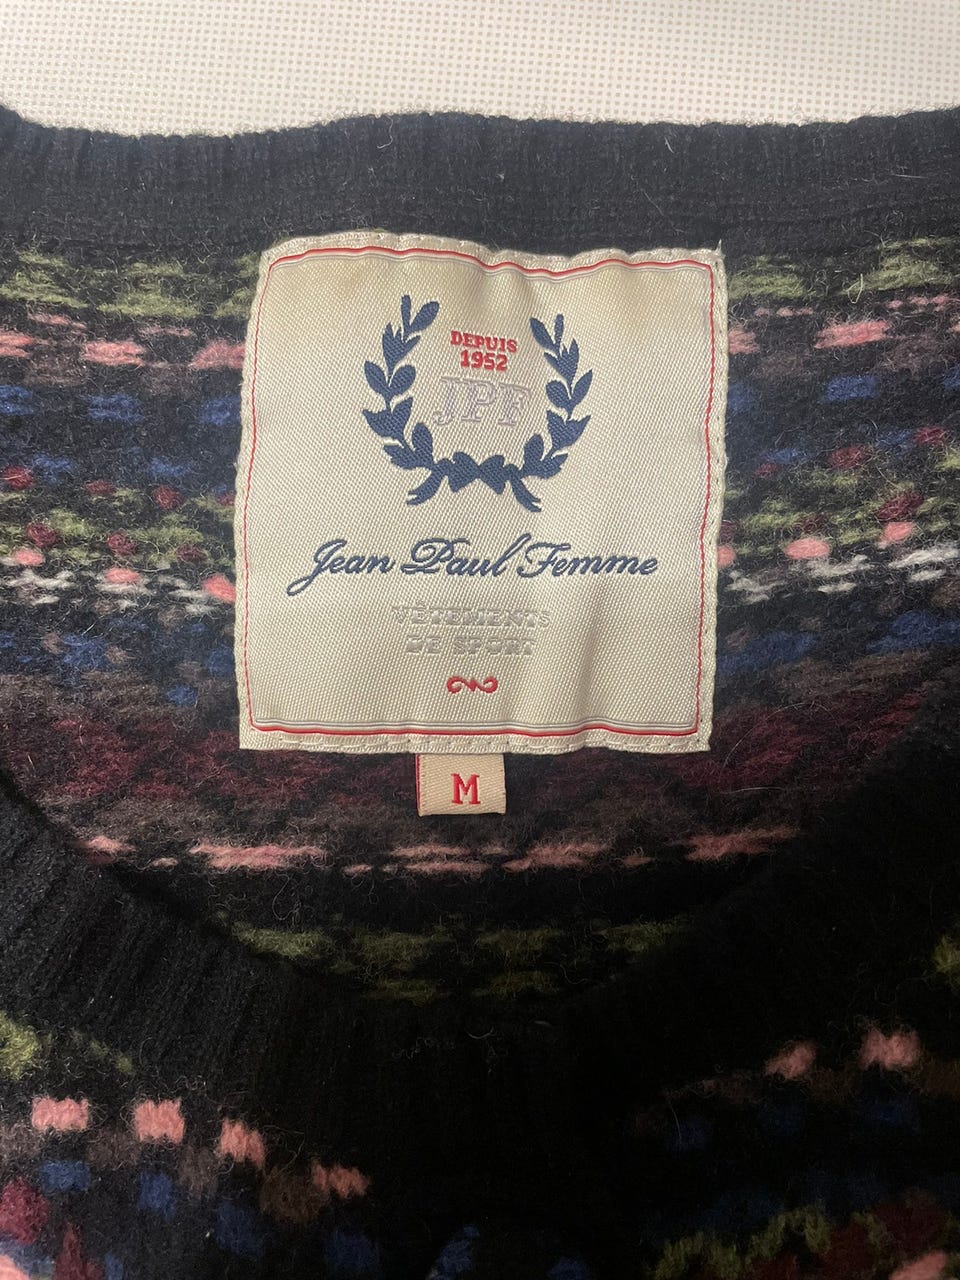 DEPUIS
1952
JPF
Jean Paul Femme
VÊTEMENTS
DE SPORT
M